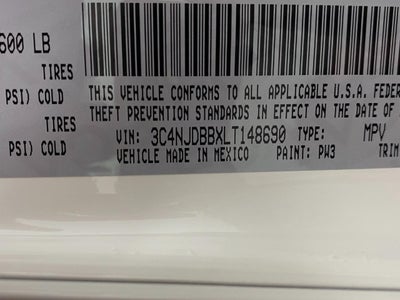 600 LB
TIRES
PSI) COLD
TIRES
PSI) COLD
THIS VEHICLE CONFORMS TO ALL APPLICABLE U.S.A. FEDER
THEFT PREVENTION STANDARDS IN EFFECT ON THE DATE OF
VIN: 3C4NJDBBXLT148690 TYPE: MPV
VEHICLE MADE IN MEXICO PAINT: PW3 TRIM